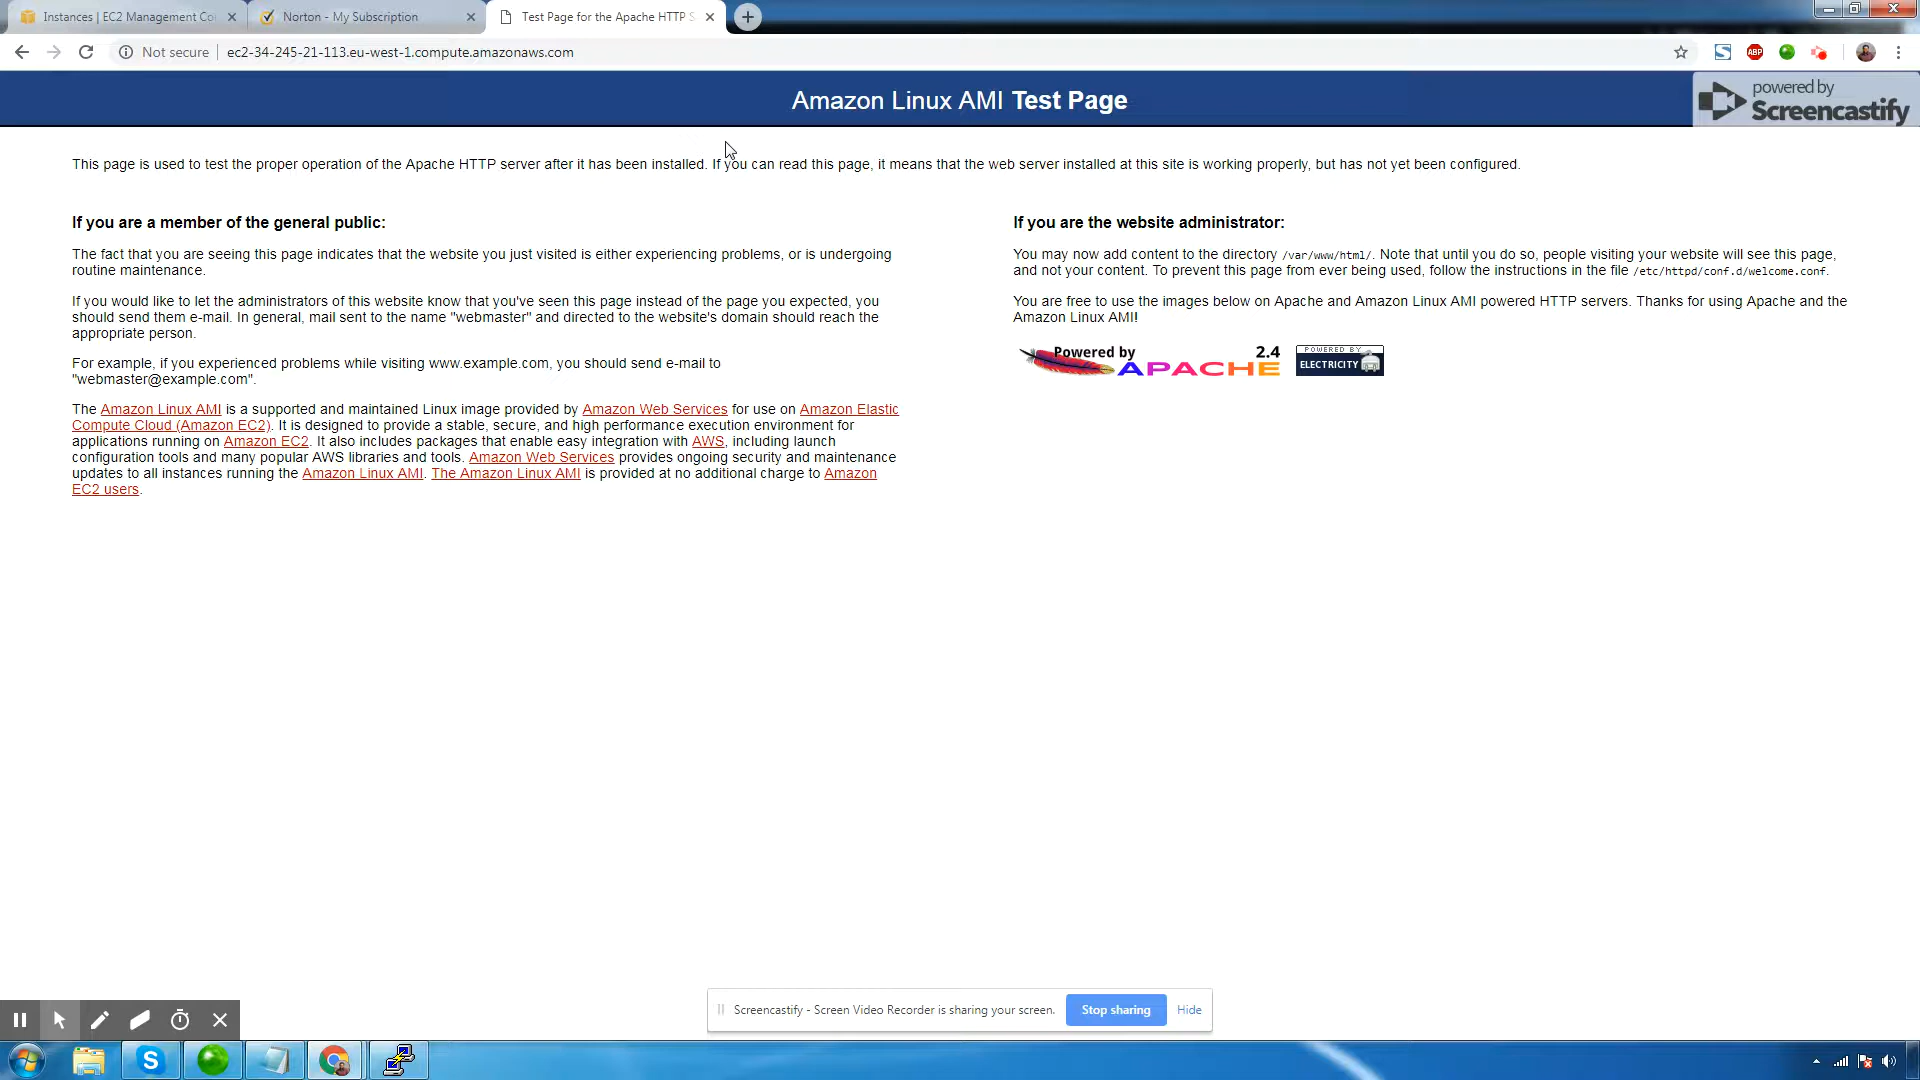 Instances | EC2 Management Co
Norton - My Subscription
Test Page for the Apache HTTP S
Not secure
ec2-34-245-21-113.eu-west-1.compute.amazonaws.com
ABP
Amazon Linux AMI Test Page
powered by
Screencastify
This page is used to test the proper operation of the Apache HTTP server after it has been installed. If you can read this page, it means that the web server installed at this site is working properly, but has not yet been configured.
If you are a member of the general public:
The fact that you are seeing this page indicates that the website you just visited is either experiencing problems, or is undergoing
routine maintenance.
If you would like to let the administrators of this website know that you've seen this page instead of the page you expected, you
should send them e-mail. In general, mail sent to the name "webmaster" and directed to the website's domain should reach the
appropriate person.
For example, if you experienced problems while visiting www.example.com, you should send e-mail to
"webmaster@example.com".
The Amazon Linux AMI is a supported and maintained Linux image provided by Amazon Web Services for use on Amazon Elastic
Compute Cloud (Amazon EC2). It is designed to provide a stable, secure, and high performance execution environment for
applications running on Amazon EC2. It also includes packages that enable easy integration with AWS, including launch
configuration tools and many popular AWS libraries and tools. Amazon Web Services provides ongoing security and maintenance
updates to all instances running the Amazon Linux AMI. The Amazon Linux AMI is provided at no additional charge to Amazon
EC2 users.
If you are the website administrator:
You may now add content to the directory /var/www/html/. Note that until you do so, people visiting your website will see this page,
and not your content. To prevent this page from ever being used, follow the instructions in the file /etc/httpd/conf.d/welcome.conf.
You are free to use the images below on Apache and Amazon Linux AMI powered HTTP servers. Thanks for using Apache and the
Amazon Linux AMI!
Powered by 2.4
APACHE
POWERED BY
ELECTRICITY
Screencastify - Screen Video Recorder is sharing your screen.
Stop sharing
Hide